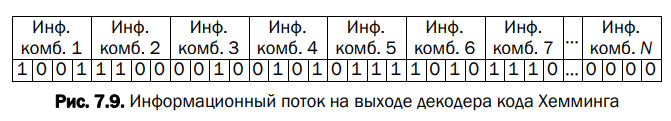 Инф. Инф. Инф. Инф. Инф. Инф. Инф. Инф.
комб. 1 комб. 2 комб. 3 комб. 4 комб. 5 комб. 6 комб. 7 ... комб. N
1 0 0 1 1 1 0 0 0 0 1 0 0 1 0 1 0 1 1 1 1 0 1 0 1 1 1 0 ... 0 0 0 0
Рис. 7.9. Информационный поток на выходе декодера кода Хемминга